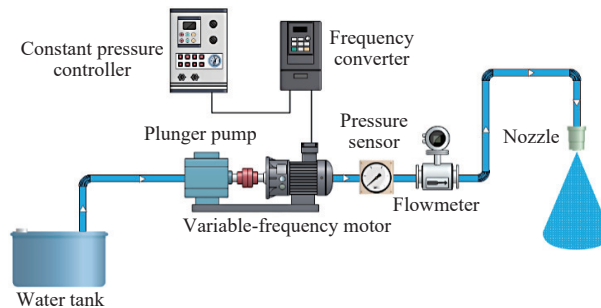 Constant pressure
controller
Frequency
converter
Plunger pump
Pressure
sensor
Nozzle
Flowmeter
Variable-frequency motor
Water tank